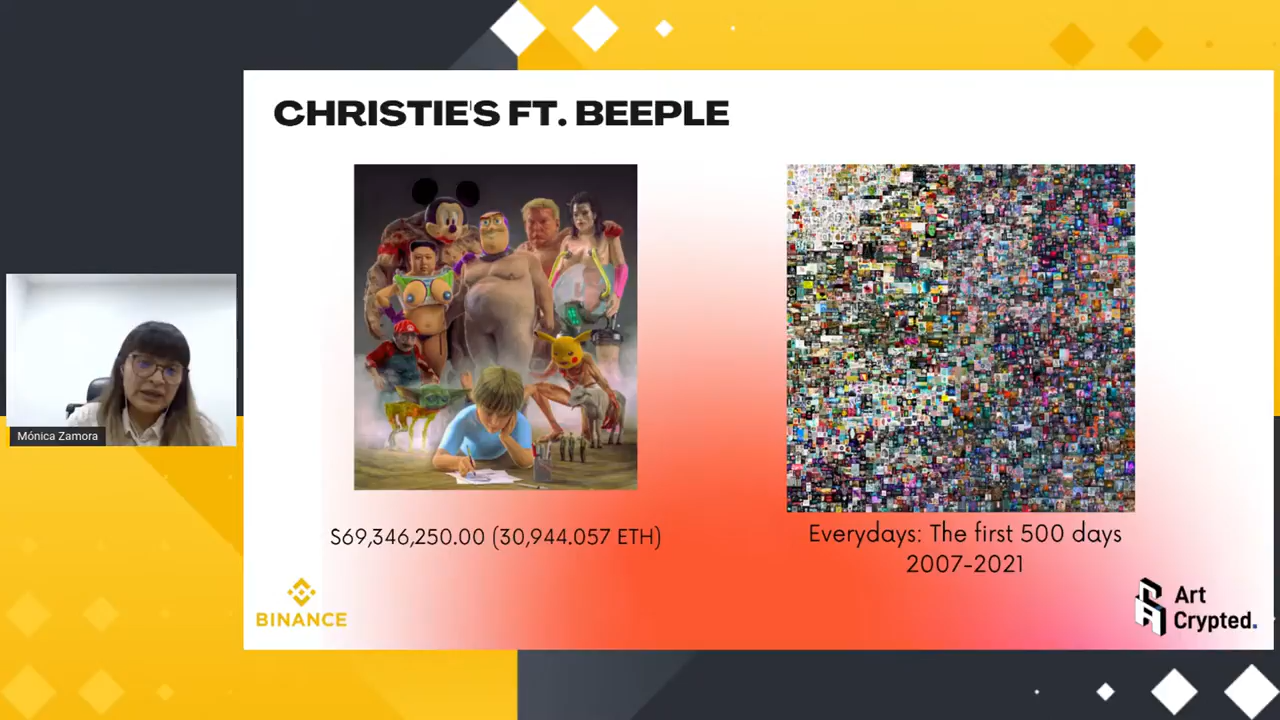 CHRISTIE'S FT. BEEPLE
Mónica Zamora
$69,346,250.00 (30,944.057 ETH)
Everydays: The first 500 days
2007-2021
BINANCE
Art
Crypted.